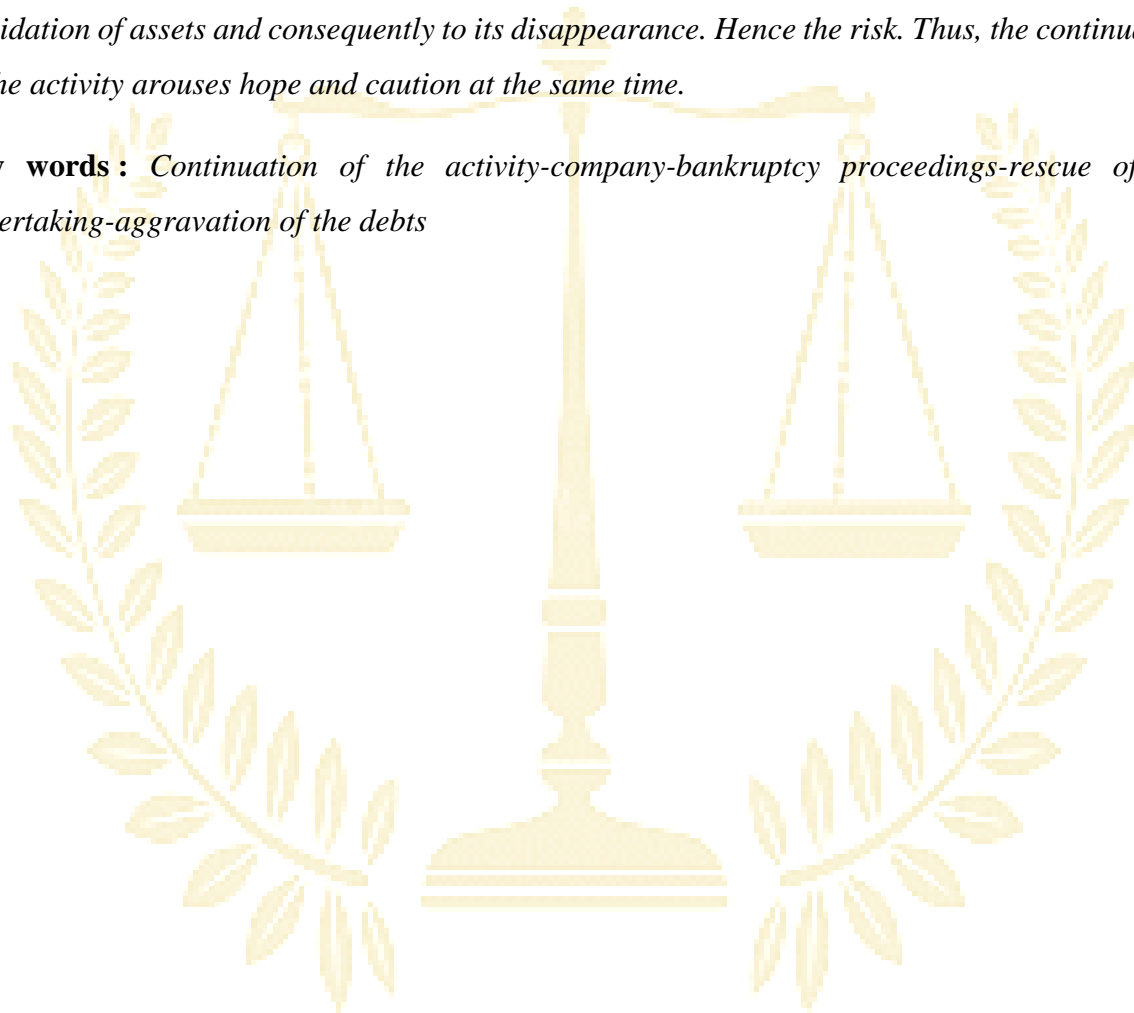 idation of assets and consequently to its disappearance. Hence the risk. Thus, the continua
he activity arouses hope and caution at the same time.
words : Continuation of the activity-company-bankruptcy proceedings-rescue of
ertaking-aggravation of the debts